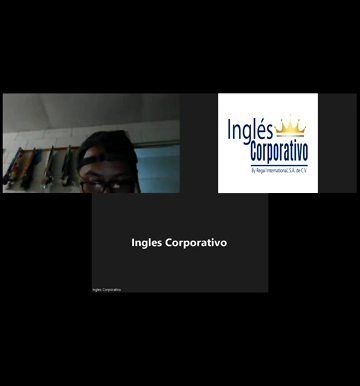 Inglés
Corporativo
By Regal International, S.A. de C.V.
Ingles Corporativo
Ingles Corporativo